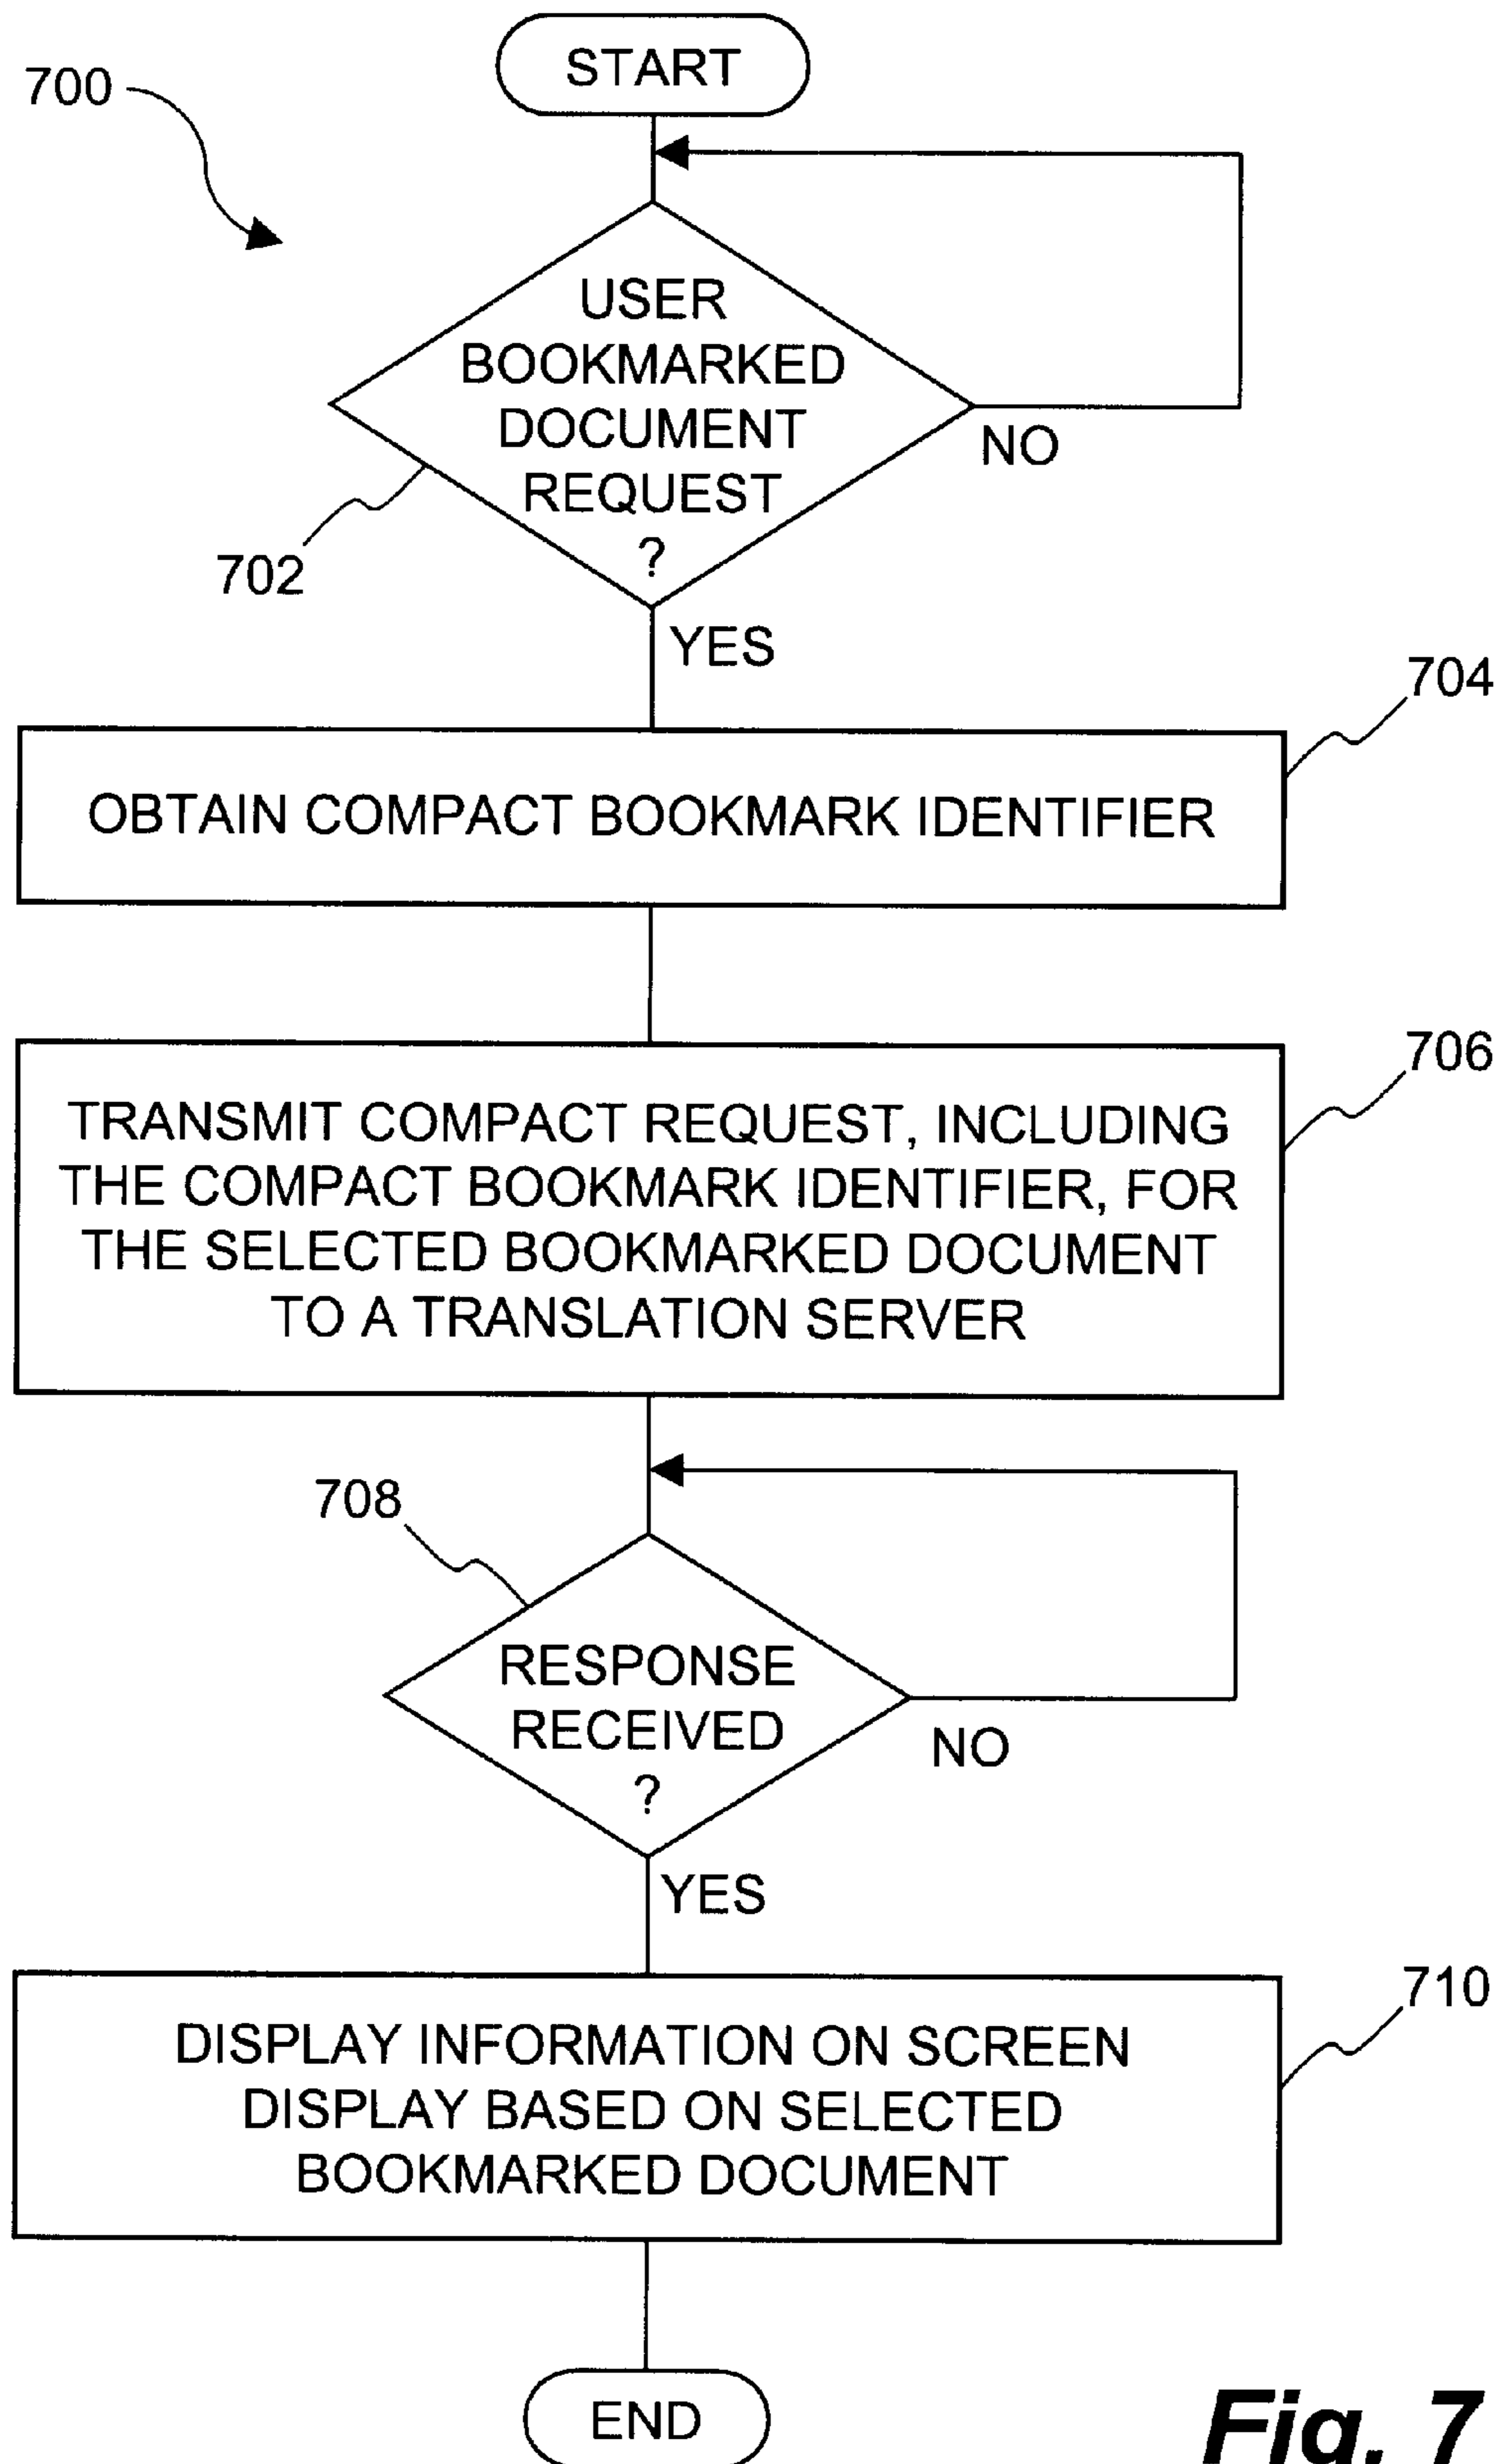 START
700
USER
BOOKMARKED
DOCUMENT
REQUEST
?
NO
702
YES
704
OBTAIN COMPACT BOOKMARK IDENTIFIER
706
TRANSMIT COMPACT REQUEST, INCLUDING
THE COMPACT BOOKMARK IDENTIFIER, FOR
THE SELECTED BOOKMARKED DOCUMENT
TO A TRANSLATION SERVER
708
RESPONSE
RECEIVED
?
NO
YES
710
DISPLAY INFORMATION ON SCREEN
DISPLAY BASED ON SELECTED
BOOKMARKED DOCUMENT
END
Fig. 7